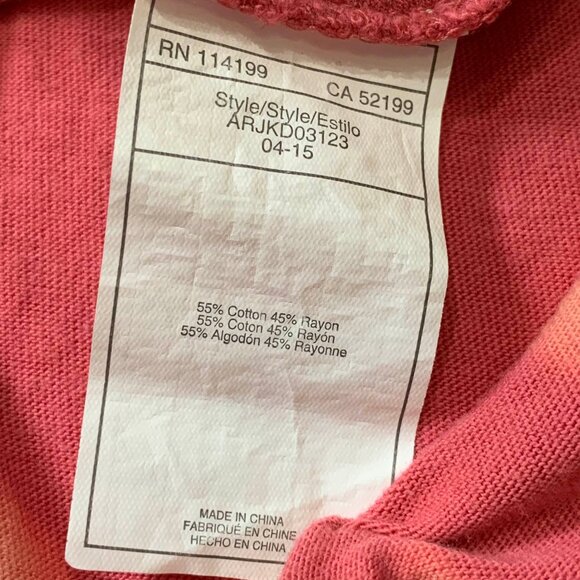 RN 114199 CA 52199
Style/Style/Estilo
ARJKD03123
04-15
55% Cotton 45% Rayon
55% Coton 45% Rayón
55% Algodón 45% Rayonne
MADE IN CHINA
FABRIQUÉ EN CHINE
HECHO EN CHINA